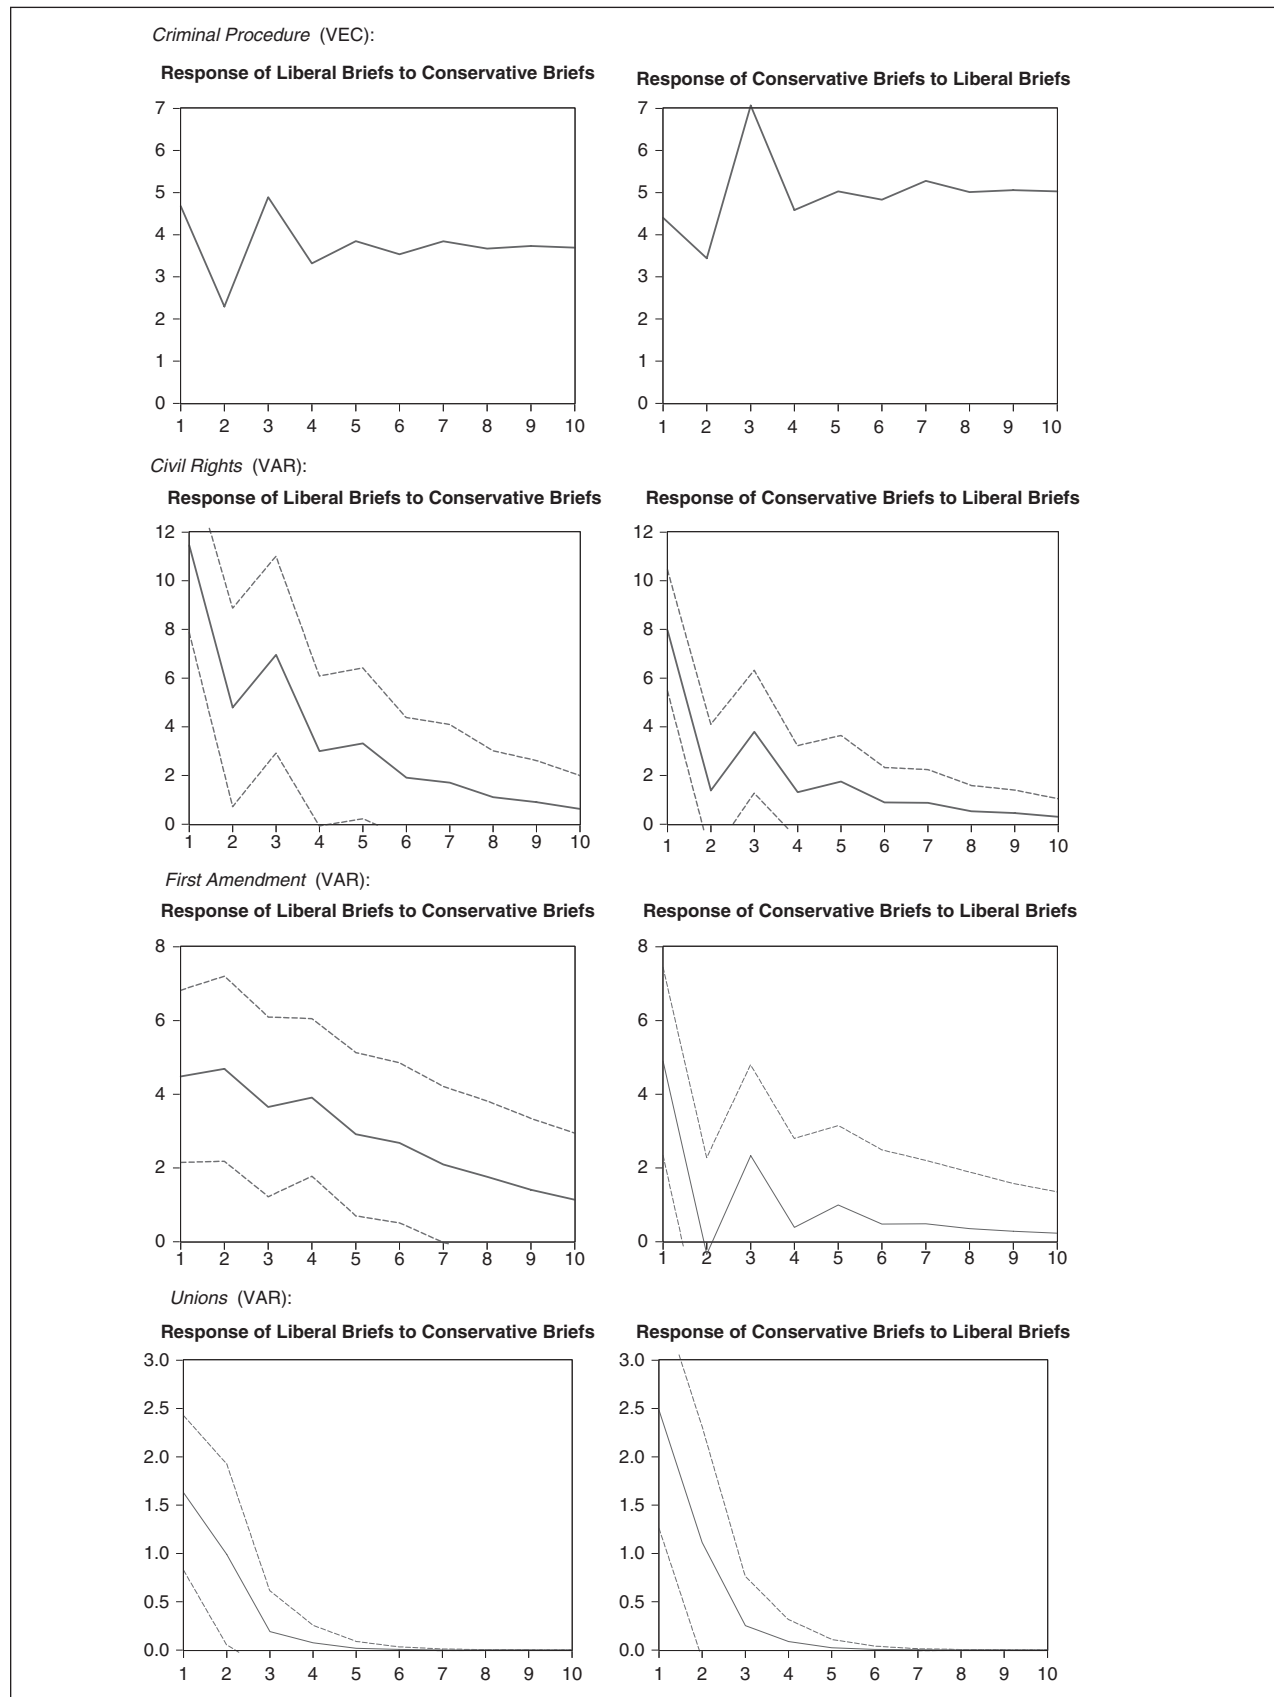 Criminal Procedure (VEC):
Response of Liberal Briefs to Conservative Briefs
7
6
5
4
3
2
1
0
1 2 3 4 5 6 7 8 9 10
Response of Conservative Briefs to Liberal Briefs
7
6
5
4
3
2
1
0
1 2 3 4 5 6 7 8 9 10
Civil Rights (VAR):
Response of Liberal Briefs to Conservative Briefs
12
10
8
6
4
2
0
1 2 3 4 5 6 7 8 9 10
Response of Conservative Briefs to Liberal Briefs
12
10
8
6
4
2
0
1 2 3 4 5 6 7 8 9 10
First Amendment (VAR):
Response of Liberal Briefs to Conservative Briefs
8
6
4
2
0
1 2 3 4 5 6 7 8 9 10
Response of Conservative Briefs to Liberal Briefs
8
6
4
2
0
1 2 3 4 5 6 7 8 9 10
Unions (VAR):
Response of Liberal Briefs to Conservative Briefs
3.0
2.5
2.0
1.5
1.0
0.5
0.0
1 2 3 4 5 6 7 8 9 10
Response of Conservative Briefs to Liberal Briefs
3.0
2.5
2.0
1.5
1.0
0.5
0.0
1 2 3 4 5 6 7 8 9 10